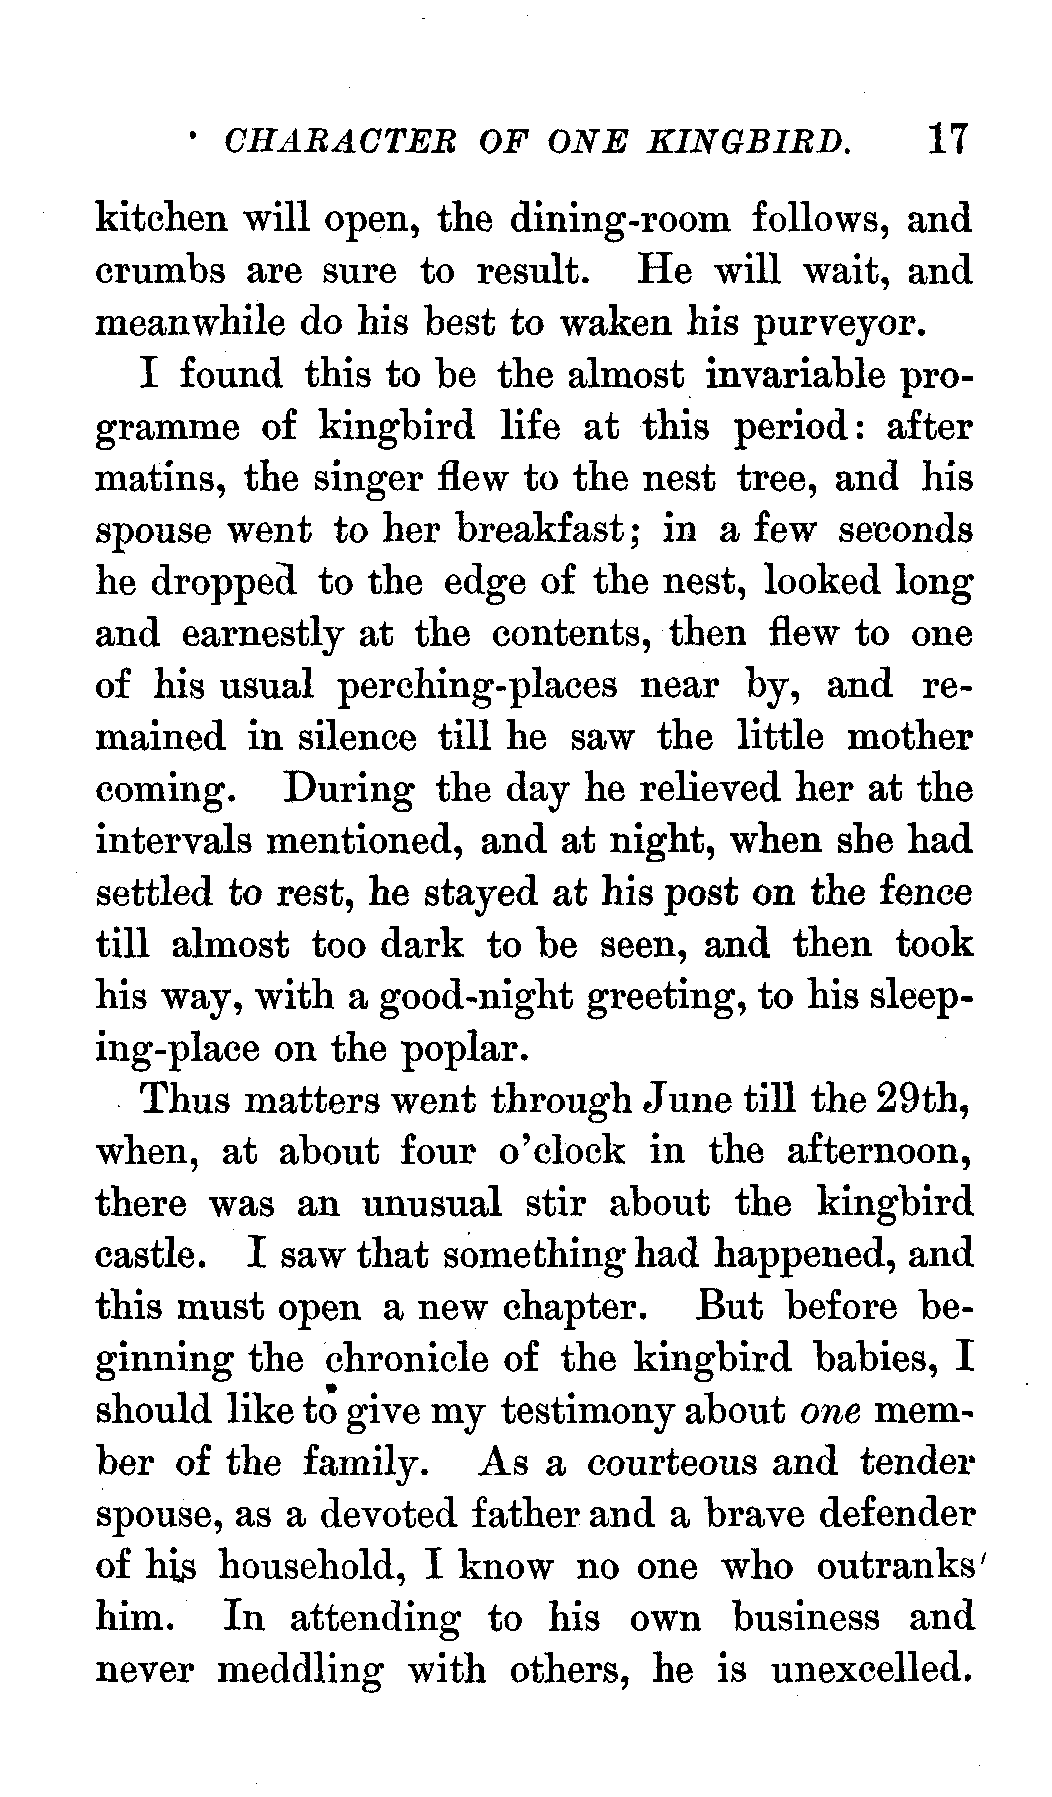 CHARACTER OF ONE KINGBIRD. 17
kitchen will open, the dining-room follows, and
crumbs are sure to result. He will wait, and
meanwhile do his best to waken his purveyor.
I found this to be the almost invariable pro-
gramme of kingbird life at this period: after
matins, the singer flew to the nest tree, and his
spouse went to her breakfast; in a few seconds
he dropped to the edge of the nest, looked long
and earnestly at the contents, then flew to one
of his usual perching-places near by, and re-
mained in silence till he saw the little mother
coming. During the day he relieved her at the
intervals mentioned, and at night, when she had
settled to rest, he stayed at his post on the fence
till almost too dark to be seen, and then took
his way, with a good-night greeting, to his sleep-
ing-place on the poplar.
Thus matters went through June till the 29th,
when, at about four o'clock in the afternoon,
there was an unusual stir about the kingbird
castle. I saw that something had happened, and
this must open a new chapter. But before be-
ginning the chronicle of the kingbird babies, I
should like to give my testimony about one mem-
ber of the family. As a courteous and tender
spouse, as a devoted father and a brave defender
of his household, I know no one who outranks
him. In attending to his own business and
never meddling with others, he is unexcelled.